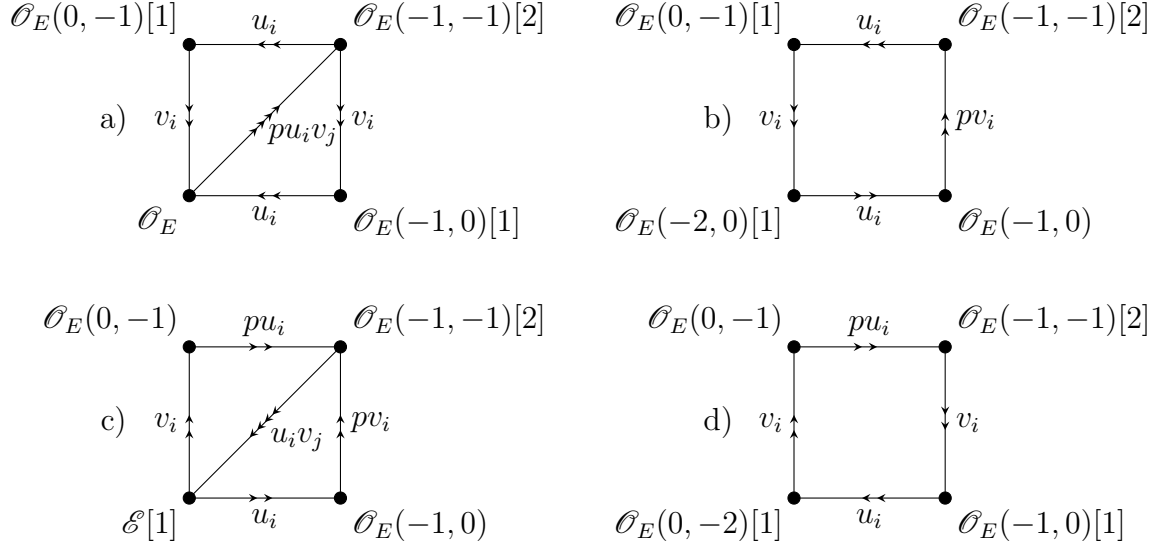 𝒪_E(0, −1)[1] u_i 𝒪_E(−1, −1)[2]
a) v_i pu_iv_j v_i
𝒪_E u_i 𝒪_E(−1, 0)[1]
𝒪_E(0, −1)[1] u_i 𝒪_E(−1, −1)[2]
b) v_i pv_i
𝒪_E(−2, 0)[1] u_i 𝒪_E(−1, 0)
𝒪_E(0, −1) pu_i 𝒪_E(−1, −1)[2]
c) v_i u_iv_j pv_i
ℰ[1] u_i 𝒪_E(−1, 0)
𝒪_E(0, −1) pu_i 𝒪_E(−1, −1)[2]
d) v_i v_i
𝒪_E(0, −2)[1] u_i 𝒪_E(−1, 0)[1]